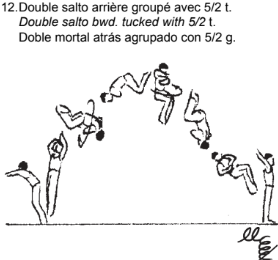 12.Double salto arrière groupé avec 5/2 t.
Double salto bwd. tucked with 5/2 t.
Doble mortal atrás agrupado con 5/2 g.